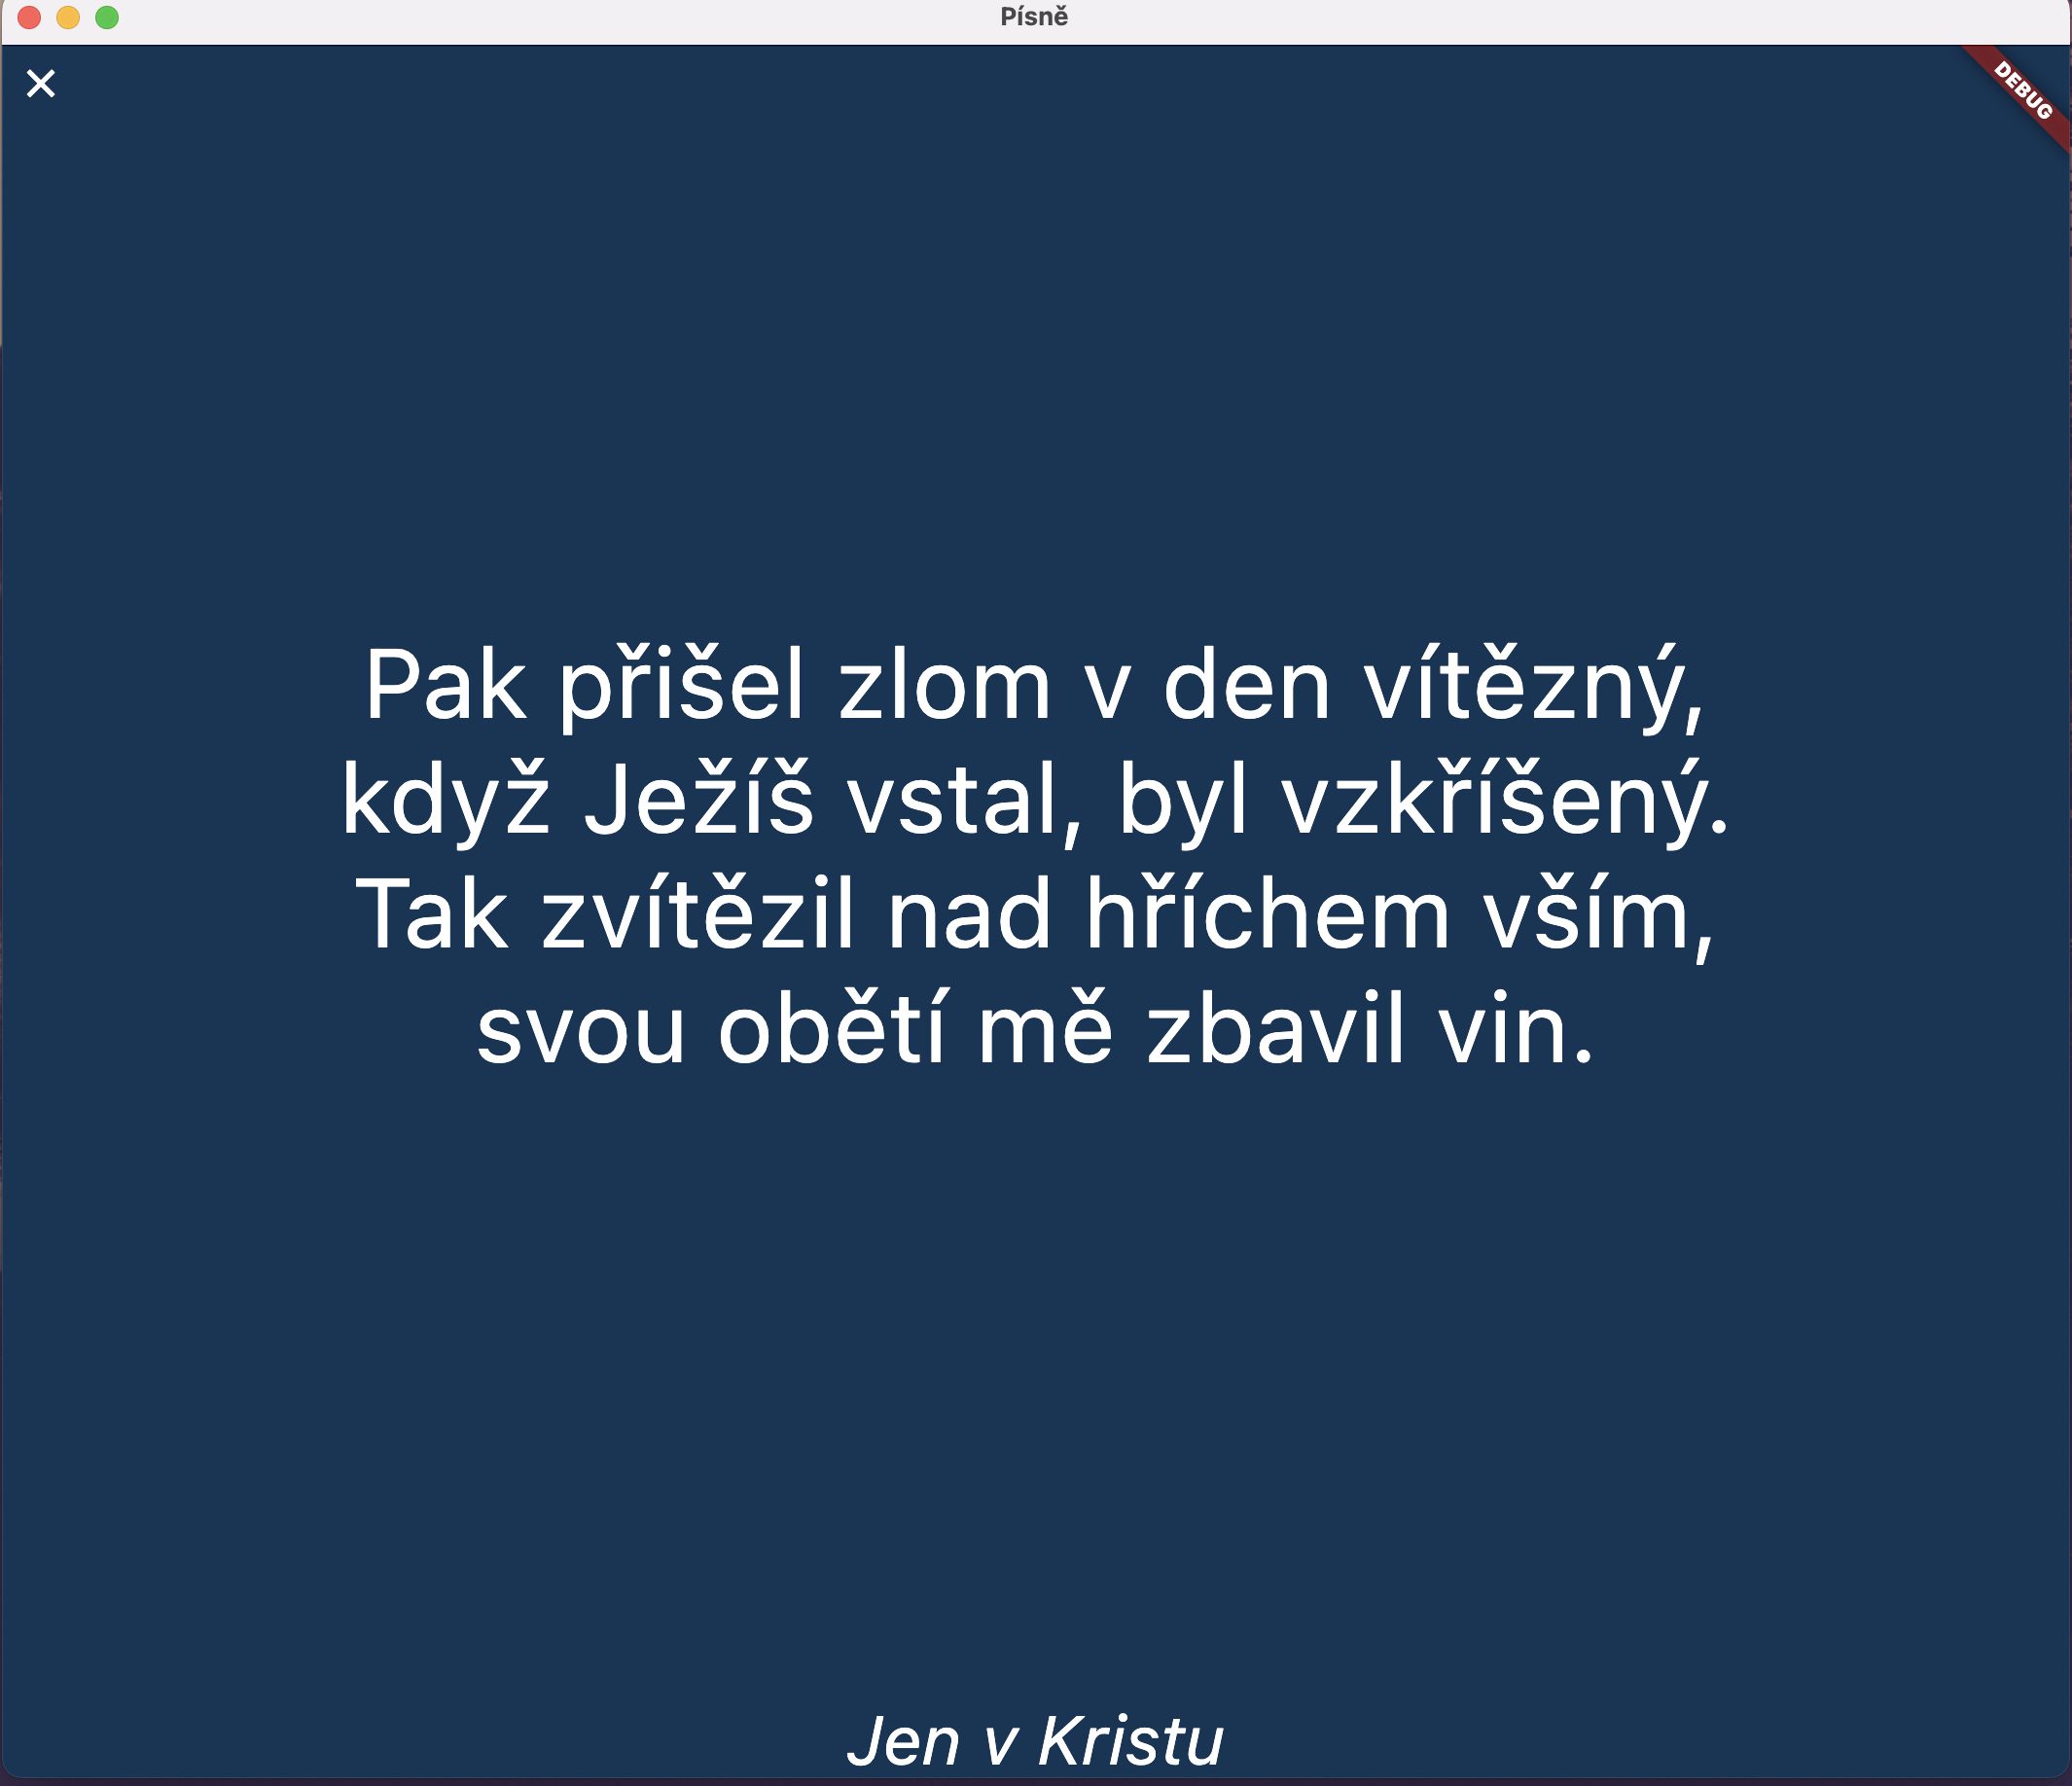 Písně
DEBUG
Pak přišel zlom v den vítězný,
když Ježíš vstal, byl vzkříšený.
Tak zvítězil nad hříchem vším,
svou obětí mě zbavil vin.
Jen v Kristu